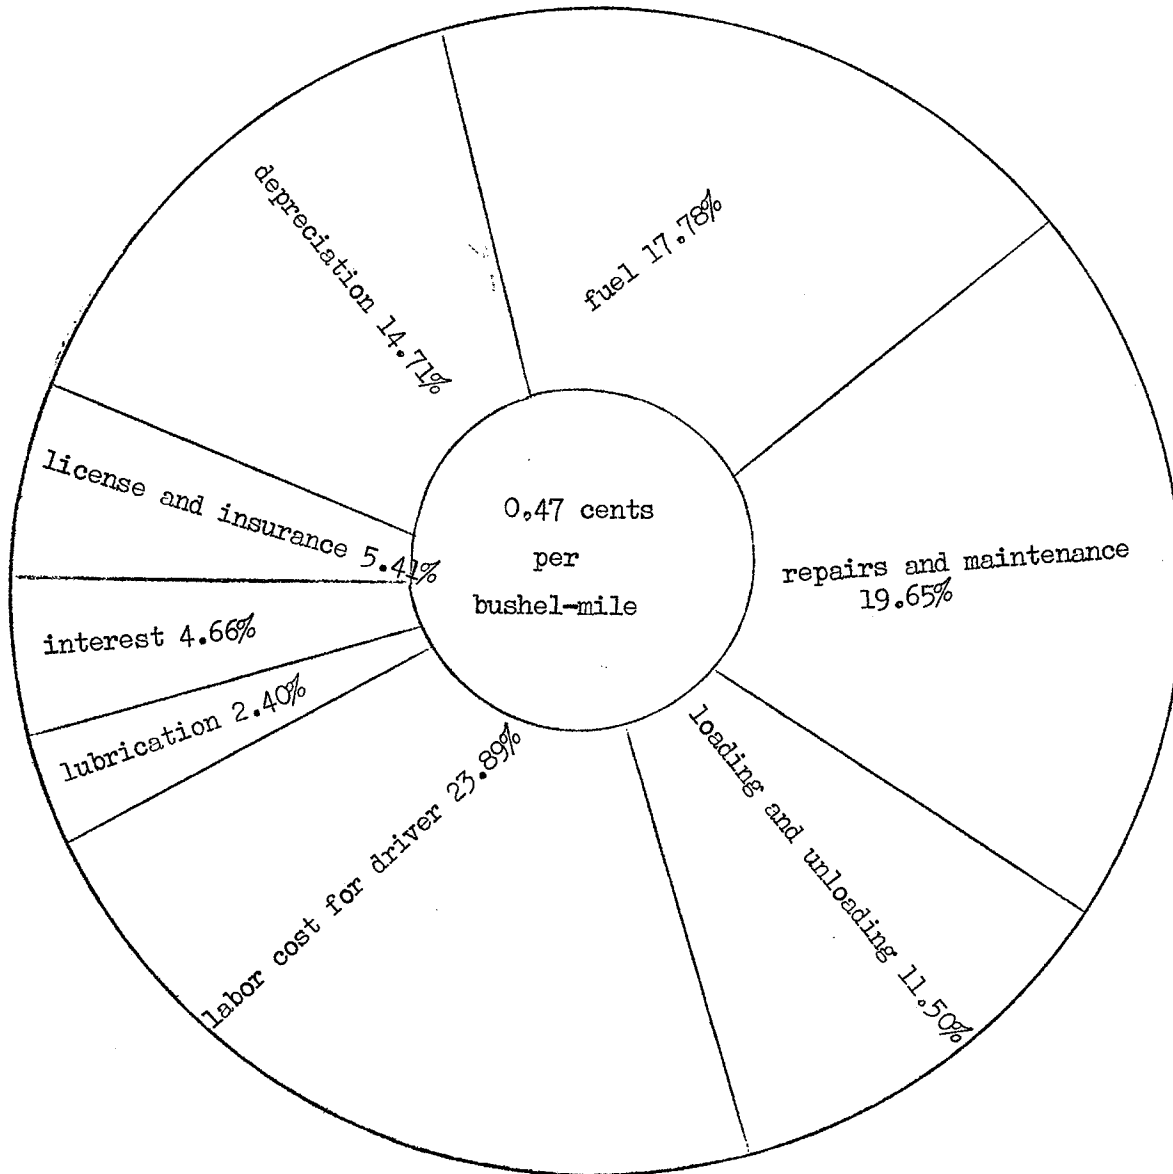 depreciation 14.71%
fuel 17.78%
license and insurance 5.41%
0.47 cents
per
bushel-mile
repairs and maintenance
19.65%
interest 4.66%
lubrication 2.40%
labor cost for driver 23.89%
loading and unloading 11.50%